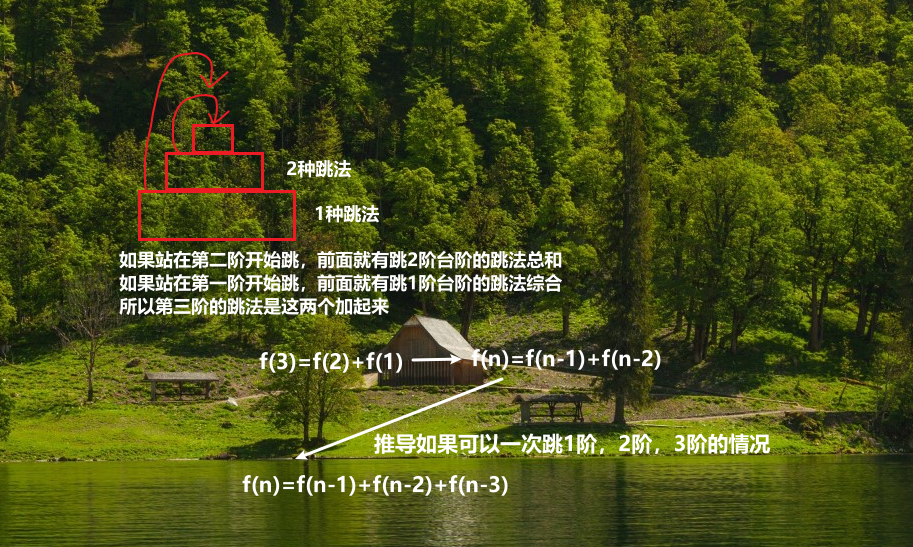 2种跳法
1种跳法
如果站在第二阶开始跳，前面就有跳2阶台阶的跳法总和
如果站在第一阶开始跳，前面就有跳1阶台阶的跳法综合
所以第三阶的跳法是这两个加起来
f(3)=f(2)+f(1) f(n)=f(n-1)+f(n-2)
推导如果可以一次跳1阶，2阶，3阶的情况
f(n)=f(n-1)+f(n-2)+f(n-3)